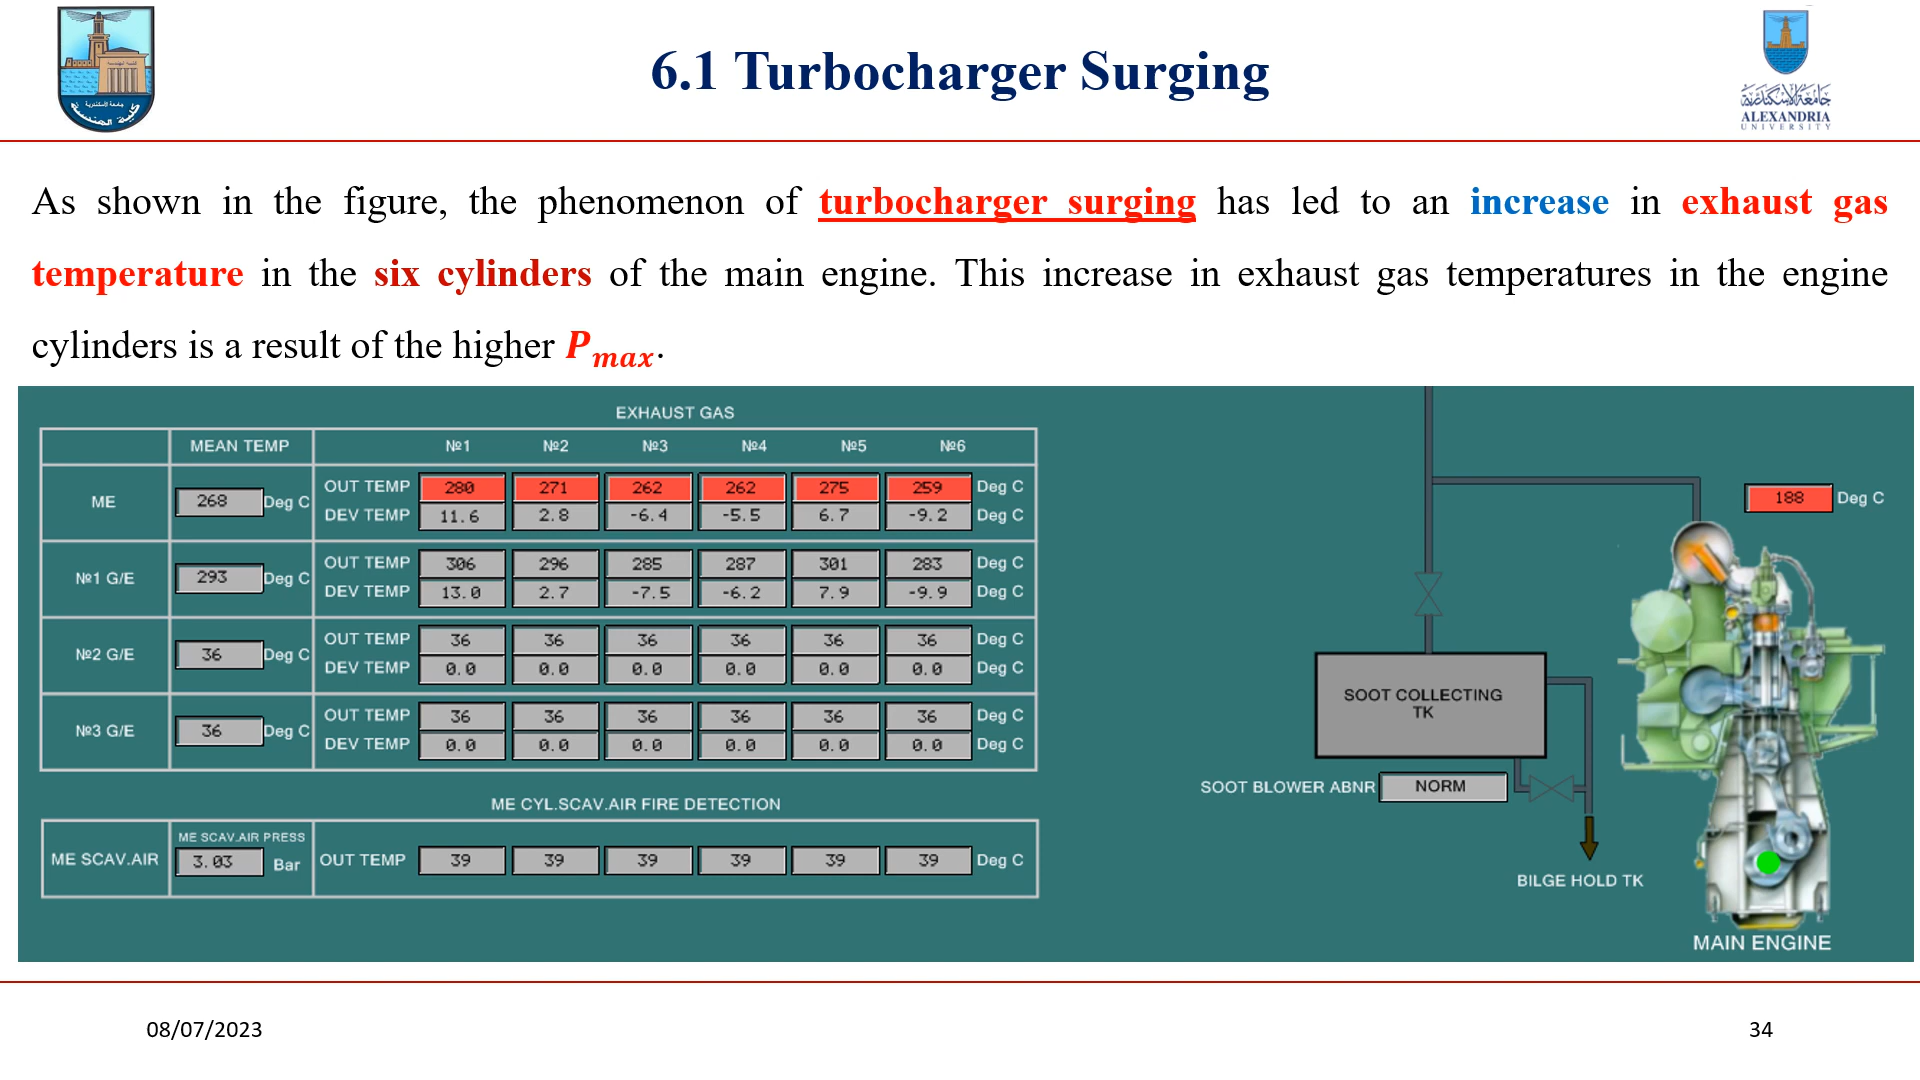 6.1 Turbocharger Surging
كلية الهندسة
جامعة الإسكندرية
جامعة الإسكندرية
ALEXANDRIA
UNIVERSITY
As shown in the figure, the phenomenon of turbocharger surging has led to an increase in exhaust gas
temperature in the six cylinders of the main engine. This increase in exhaust gas temperatures in the engine
cylinders is a result of the higher P_max.
EXHAUST GAS
MEAN TEMP №1 №2 №3 №4 №5 №6
ME 268 Deg C OUT TEMP 280 271 262 262 275 259 Deg C
DEV TEMP 11.6 2.8 -6.4 -5.5 6.7 -9.2 Deg C
№1 G/E 293 Deg C OUT TEMP 306 296 285 287 301 283 Deg C
DEV TEMP 13.0 2.7 -7.5 -6.2 7.9 -9.9 Deg C
№2 G/E 36 Deg C OUT TEMP 36 36 36 36 36 36 Deg C
DEV TEMP 0.0 0.0 0.0 0.0 0.0 0.0 Deg C
№3 G/E 36 Deg C OUT TEMP 36 36 36 36 36 36 Deg C
DEV TEMP 0.0 0.0 0.0 0.0 0.0 0.0 Deg C
ME CYL.SCAV.AIR FIRE DETECTION
ME SCAV.AIR PRESS
ME SCAV.AIR 3.03 Bar OUT TEMP 39 39 39 39 39 39 Deg C
188 Deg C
SOOT COLLECTING
TK
SOOT BLOWER ABNR NORM
BILGE HOLD TK
MAIN ENGINE
08/07/2023
34